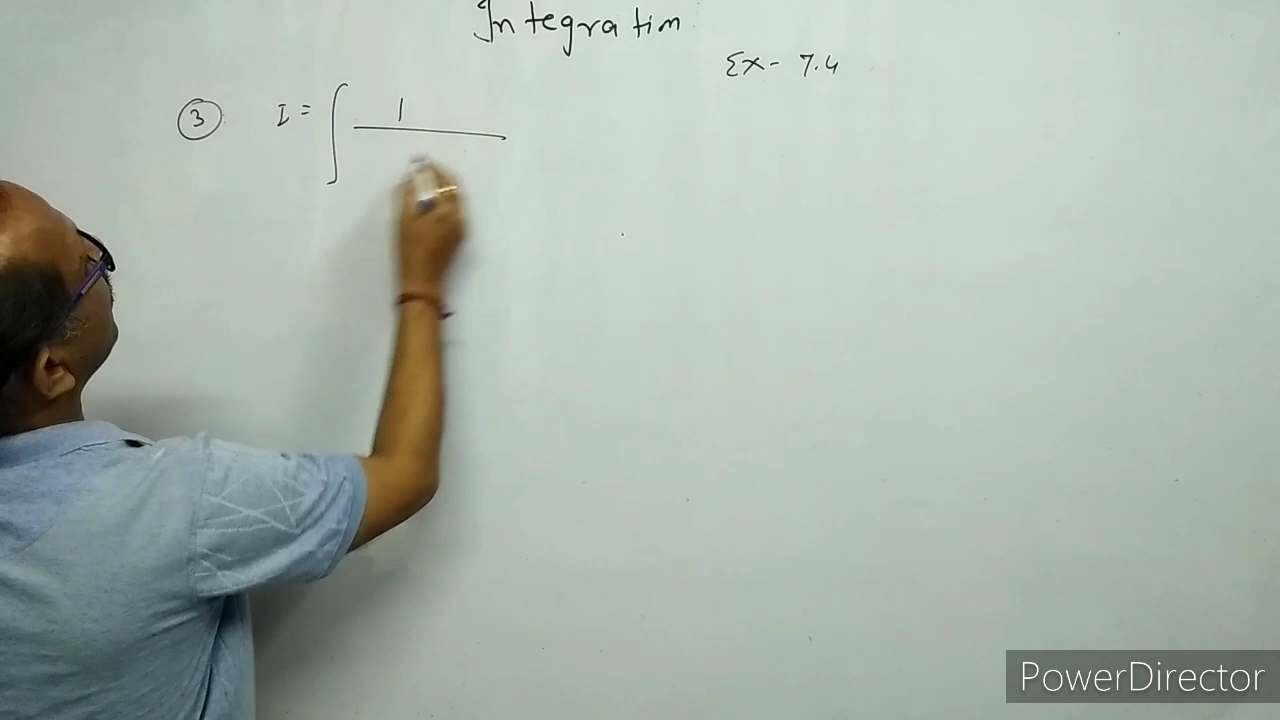 Integration
Ex- 7.4
3 I = ∫ 1
PowerDirector